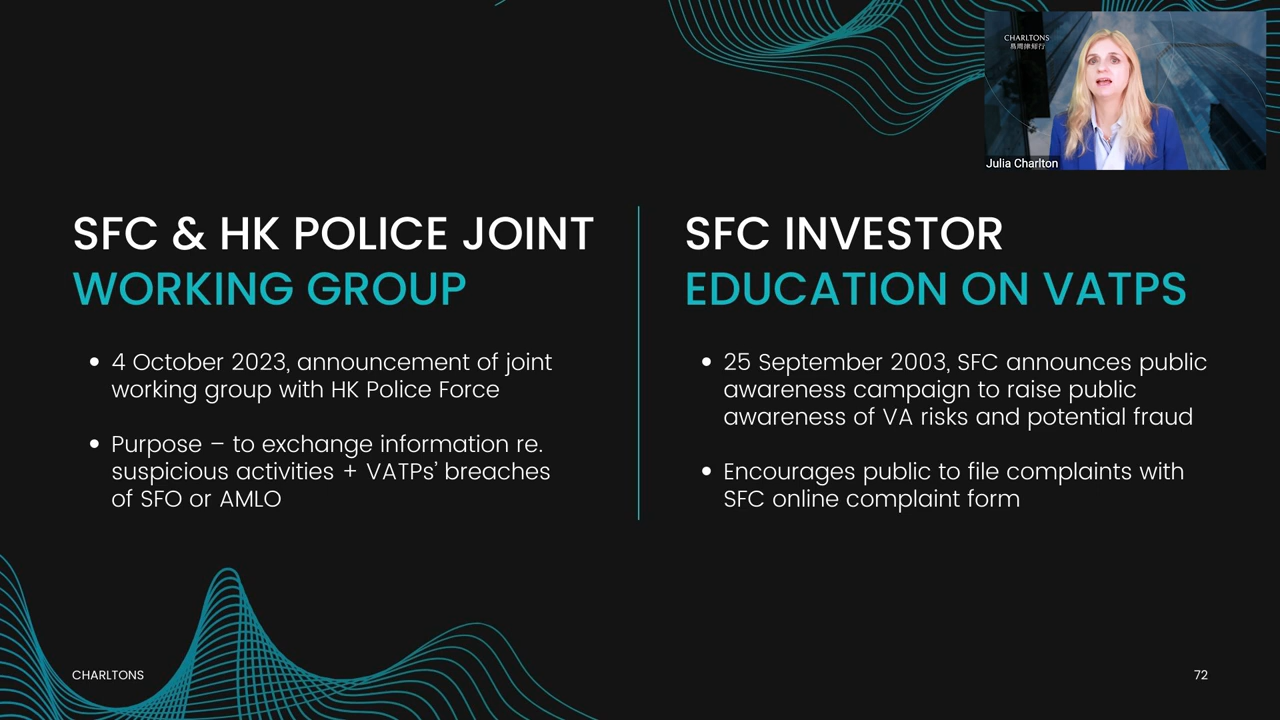 CHARLTONS
Julia Charlton
SFC & HK POLICE JOINT
WORKING GROUP
• 4 October 2023, announcement of joint
working group with HK Police Force
• Purpose – to exchange information re.
suspicious activities + VATPs’ breaches
of SFO or AMLO
SFC INVESTOR
EDUCATION ON VATPS
• 25 September 2003, SFC announces public
awareness campaign to raise public
awareness of VA risks and potential fraud
• Encourages public to file complaints with
SFC online complaint form
CHARLTONS
72